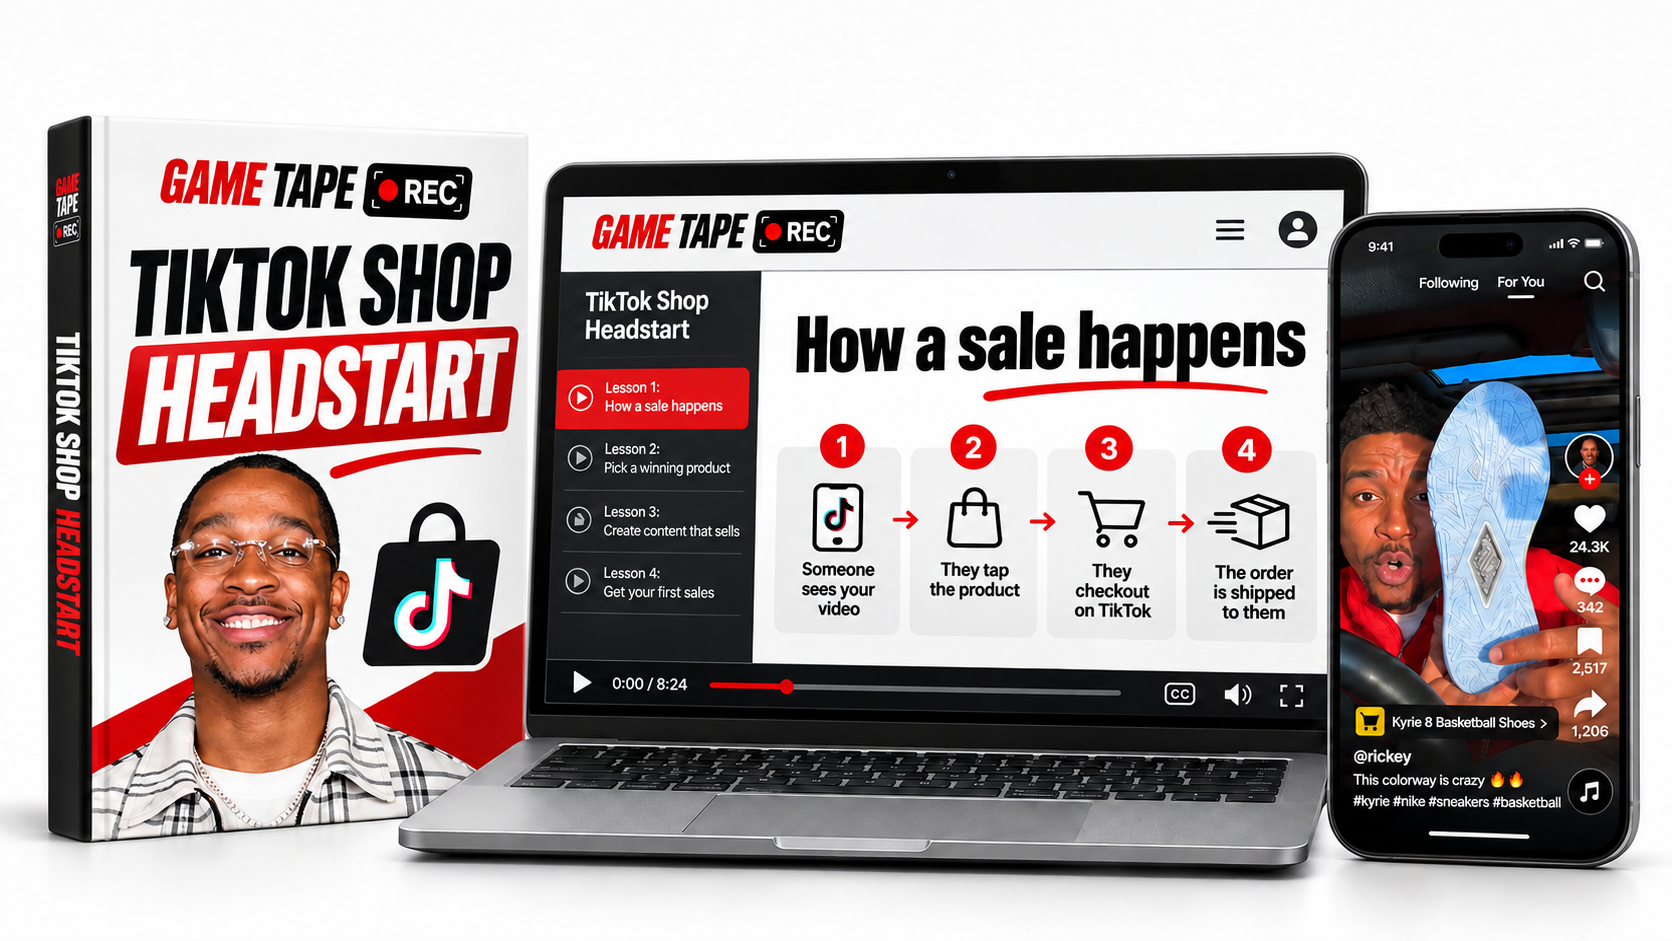 GAME TAPE REC
TIKTOK SHOP
HEADSTART
GAME
TAPE
REC
TIKTOK SHOP HEADSTART
GAME TAPE REC
TikTok Shop
Headstart
Lesson 1:
How a sale happens
Lesson 2:
Pick a winning product
Lesson 3:
Create content that sells
Lesson 4:
Get your first sales
How a sale happens
1
2
3
4
Someone
sees your
video
They tap
the product
They
checkout
on TikTok
The order
is shipped
to them
0:00 / 8:24
CC
9:41
Following For You
24.3K
342
2,517
1,206
Kyrie 8 Basketball Shoes >
@rickey
This colorway is crazy 🔥🔥
#kyrie #nike #sneakers #basketball